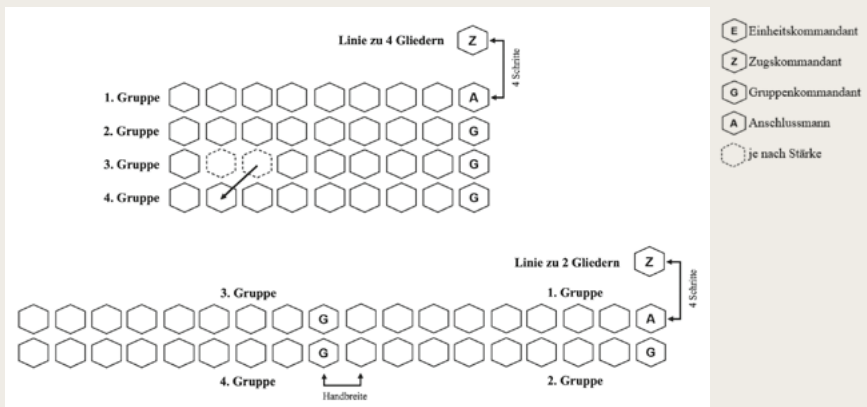 Linie zu 4 Gliedern
Z
4 Schritte
1. Gruppe
A
2. Gruppe
G
3. Gruppe
G
4. Gruppe
G
E Einheitskommandant
Z Zugskommandant
G Gruppenkommandant
A Anschlussmann
je nach Stärke
Linie zu 2 Gliedern
Z
4 Schritte
3. Gruppe
1. Gruppe
G
A
G
G
4. Gruppe
2. Gruppe
Handbreite